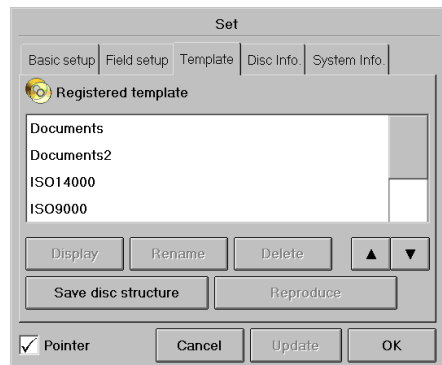 Set
Basic setup Field setup Template Disc Info. System Info.
Registered template
Documents
Documents2
ISO14000
ISO9000
Display Rename Delete ▲ ▼
Save disc structure Reproduce
Pointer Cancel Update OK